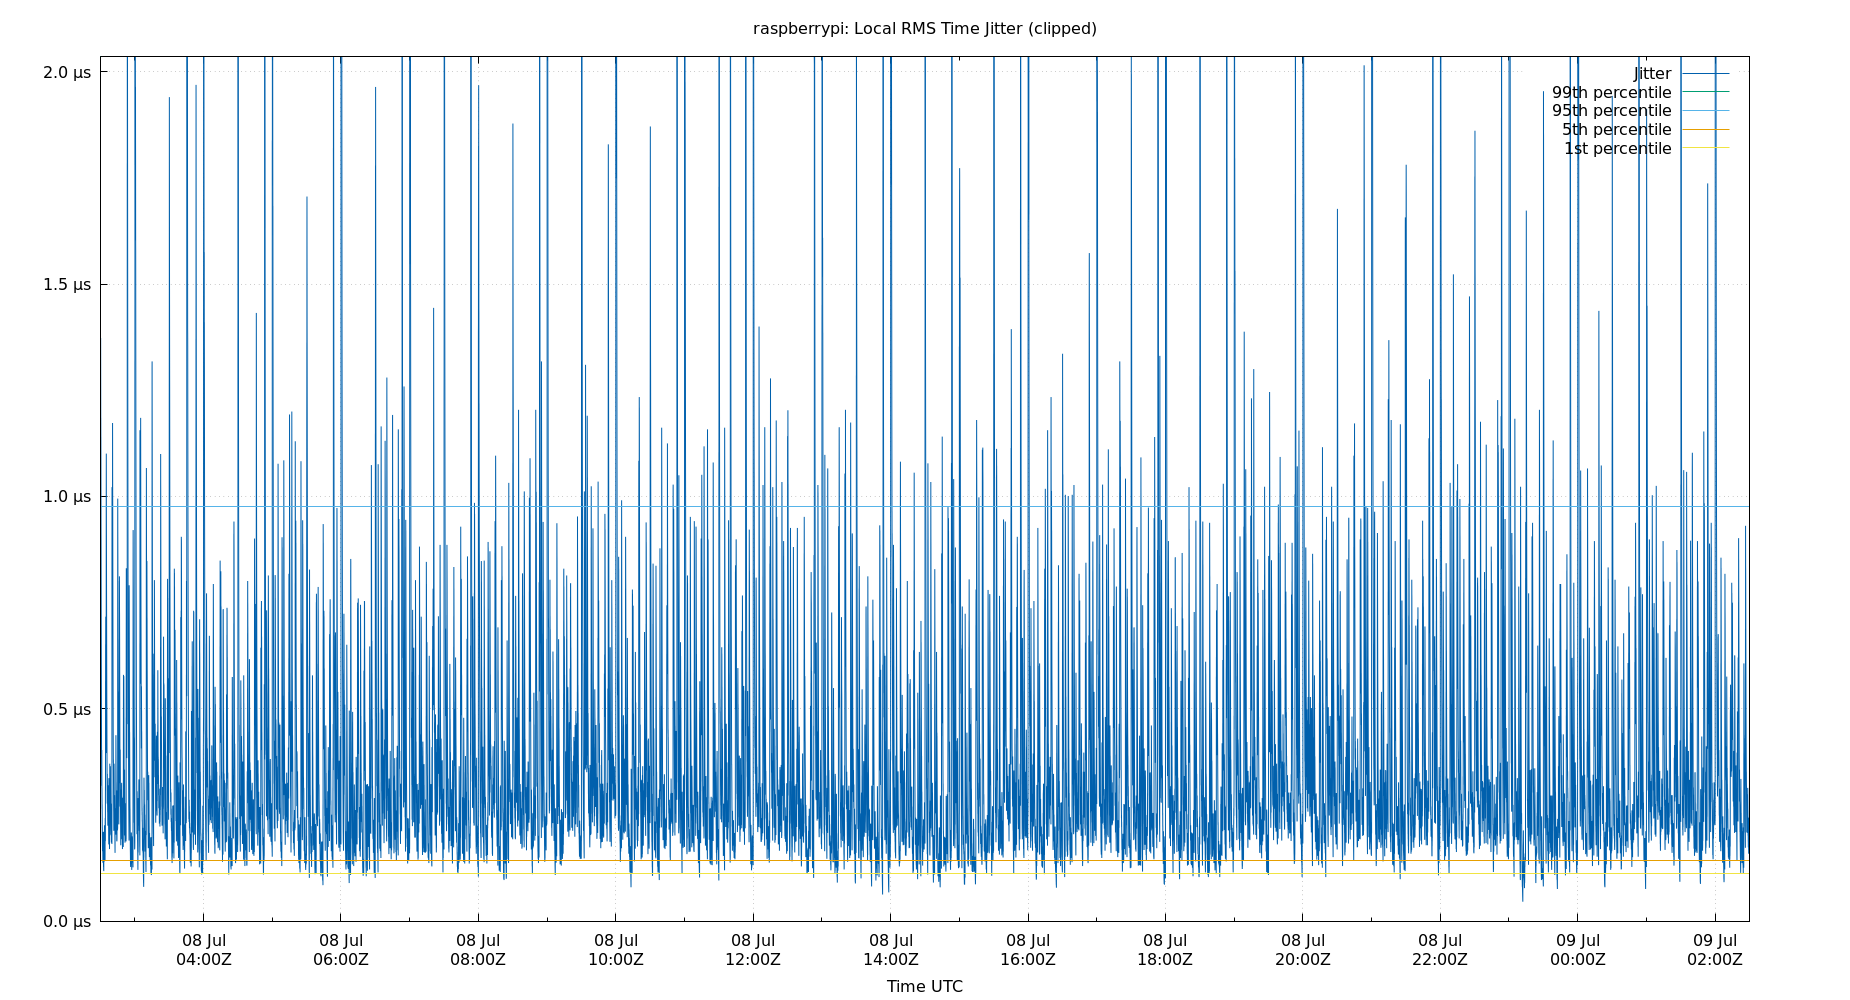 raspberrypi: Local RMS Time Jitter (clipped)
2.0 µs
1.5 µs
1.0 µs
0.5 µs
0.0 µs
Jitter
99th percentile
95th percentile
5th percentile
1st percentile
08 Jul 08 Jul 08 Jul 08 Jul 08 Jul 08 Jul 08 Jul 08 Jul 08 Jul 08 Jul 09 Jul 09 Jul
04:00Z 06:00Z 08:00Z 10:00Z 12:00Z 14:00Z 16:00Z 18:00Z 20:00Z 22:00Z 00:00Z 02:00Z
Time UTC